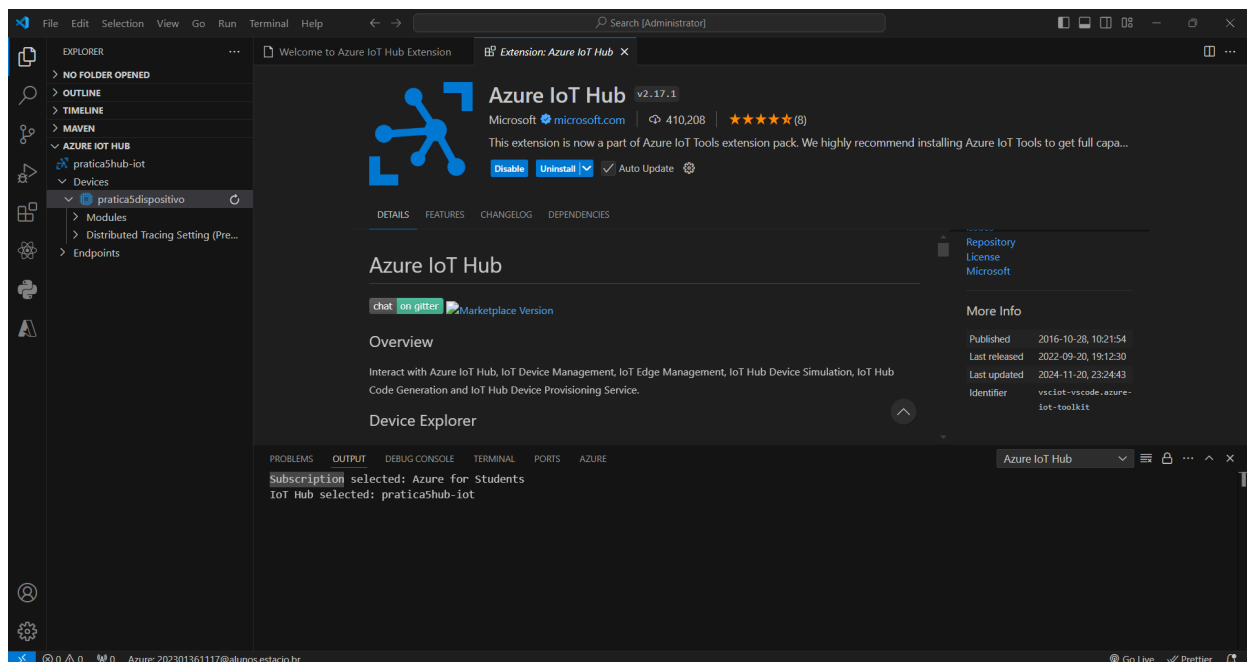 File Edit Selection View Go Run Terminal Help
Search [Administrator]
EXPLORER
NO FOLDER OPENED
OUTLINE
TIMELINE
MAVEN
AZURE IOT HUB
pratica5hub-iot
Devices
pratica5dispositivo
Modules
Distributed Tracing Setting (Pre...
Endpoints
Welcome to Azure IoT Hub Extension
Extension: Azure IoT Hub
Azure IoT Hub v2.17.1
Microsoft microsoft.com 410,208 (8)
This extension is now a part of Azure IoT Tools extension pack. We highly recommend installing Azure IoT Tools to get full capa...
Disable Uninstall Auto Update
DETAILS FEATURES CHANGELOG DEPENDENCIES
Azure IoT Hub
chat on gitter Marketplace Version
Overview
Interact with Azure IoT Hub, IoT Device Management, IoT Edge Management, IoT Hub Device Simulation, IoT Hub
Code Generation and IoT Hub Device Provisioning Service.
Device Explorer
Repository
License
Microsoft
More Info
Published 2016-10-28, 10:21:54
Last released 2022-09-20, 19:12:30
Last updated 2024-11-20, 23:24:43
Identifier vsciot-vscode.azure-
iot-toolkit
PROBLEMS OUTPUT DEBUG CONSOLE TERMINAL PORTS AZURE
Azure IoT Hub
Subscription selected: Azure for Students
IoT Hub selected: pratica5hub-iot
0 0 0 Azure: 202301361117@alunos.estacio.br
Go Live Prettier